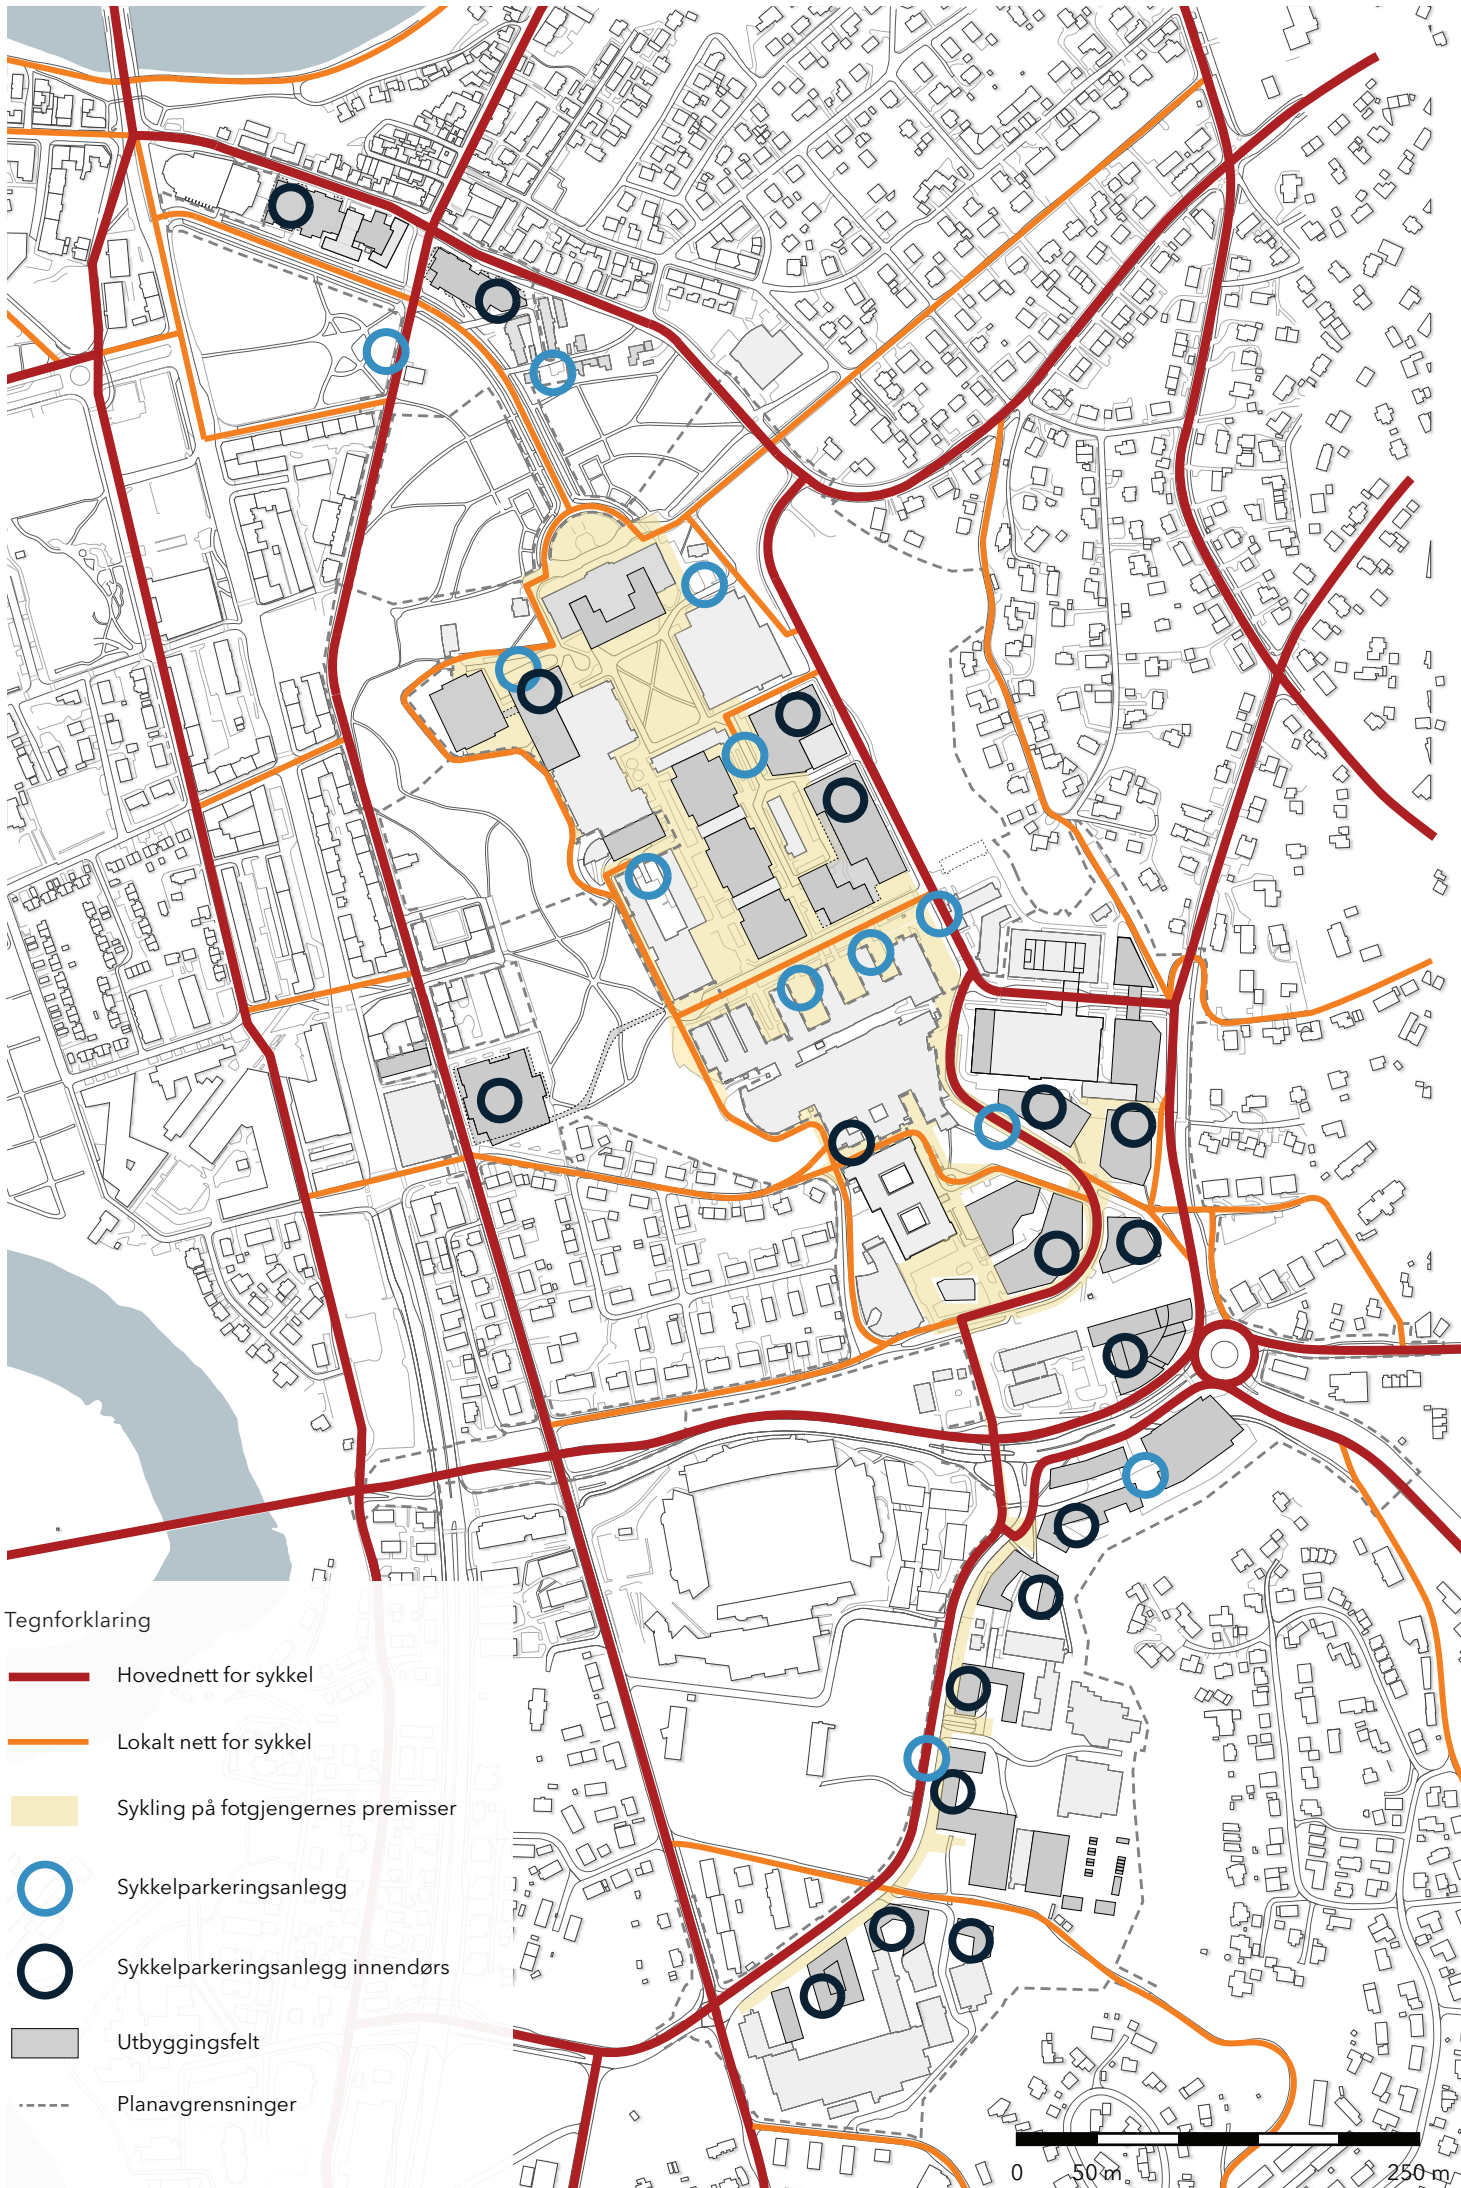 Tegnforklaring
Hovednett for sykkel
Lokalt nett for sykkel
Sykling på fotgjengernes premisser
Sykkelparkeringsanlegg
Sykkelparkeringsanlegg innendørs
Utbyggingsfelt
Planavgrensninger
0 50 m 250 m